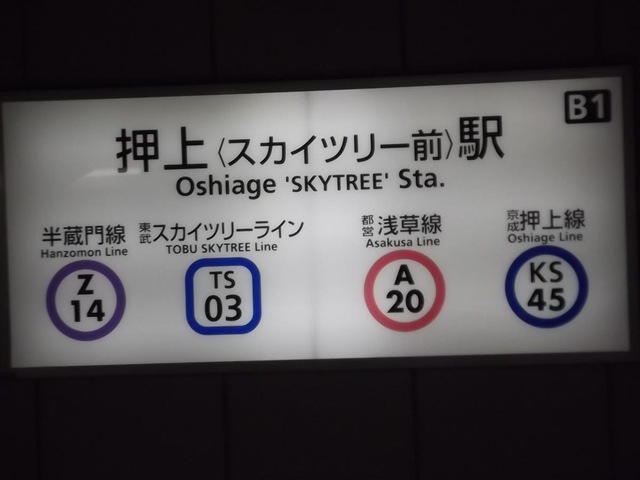 B1
押上〈スカイツリー前〉駅
Oshiage 'SKYTREE' Sta.
半蔵門線
Hanzomon Line
Z
14
東武スカイツリーライン
TOBU SKYTREE Line
TS
03
都営浅草線
Asakusa Line
A
20
京成押上線
Oshiage Line
KS
45